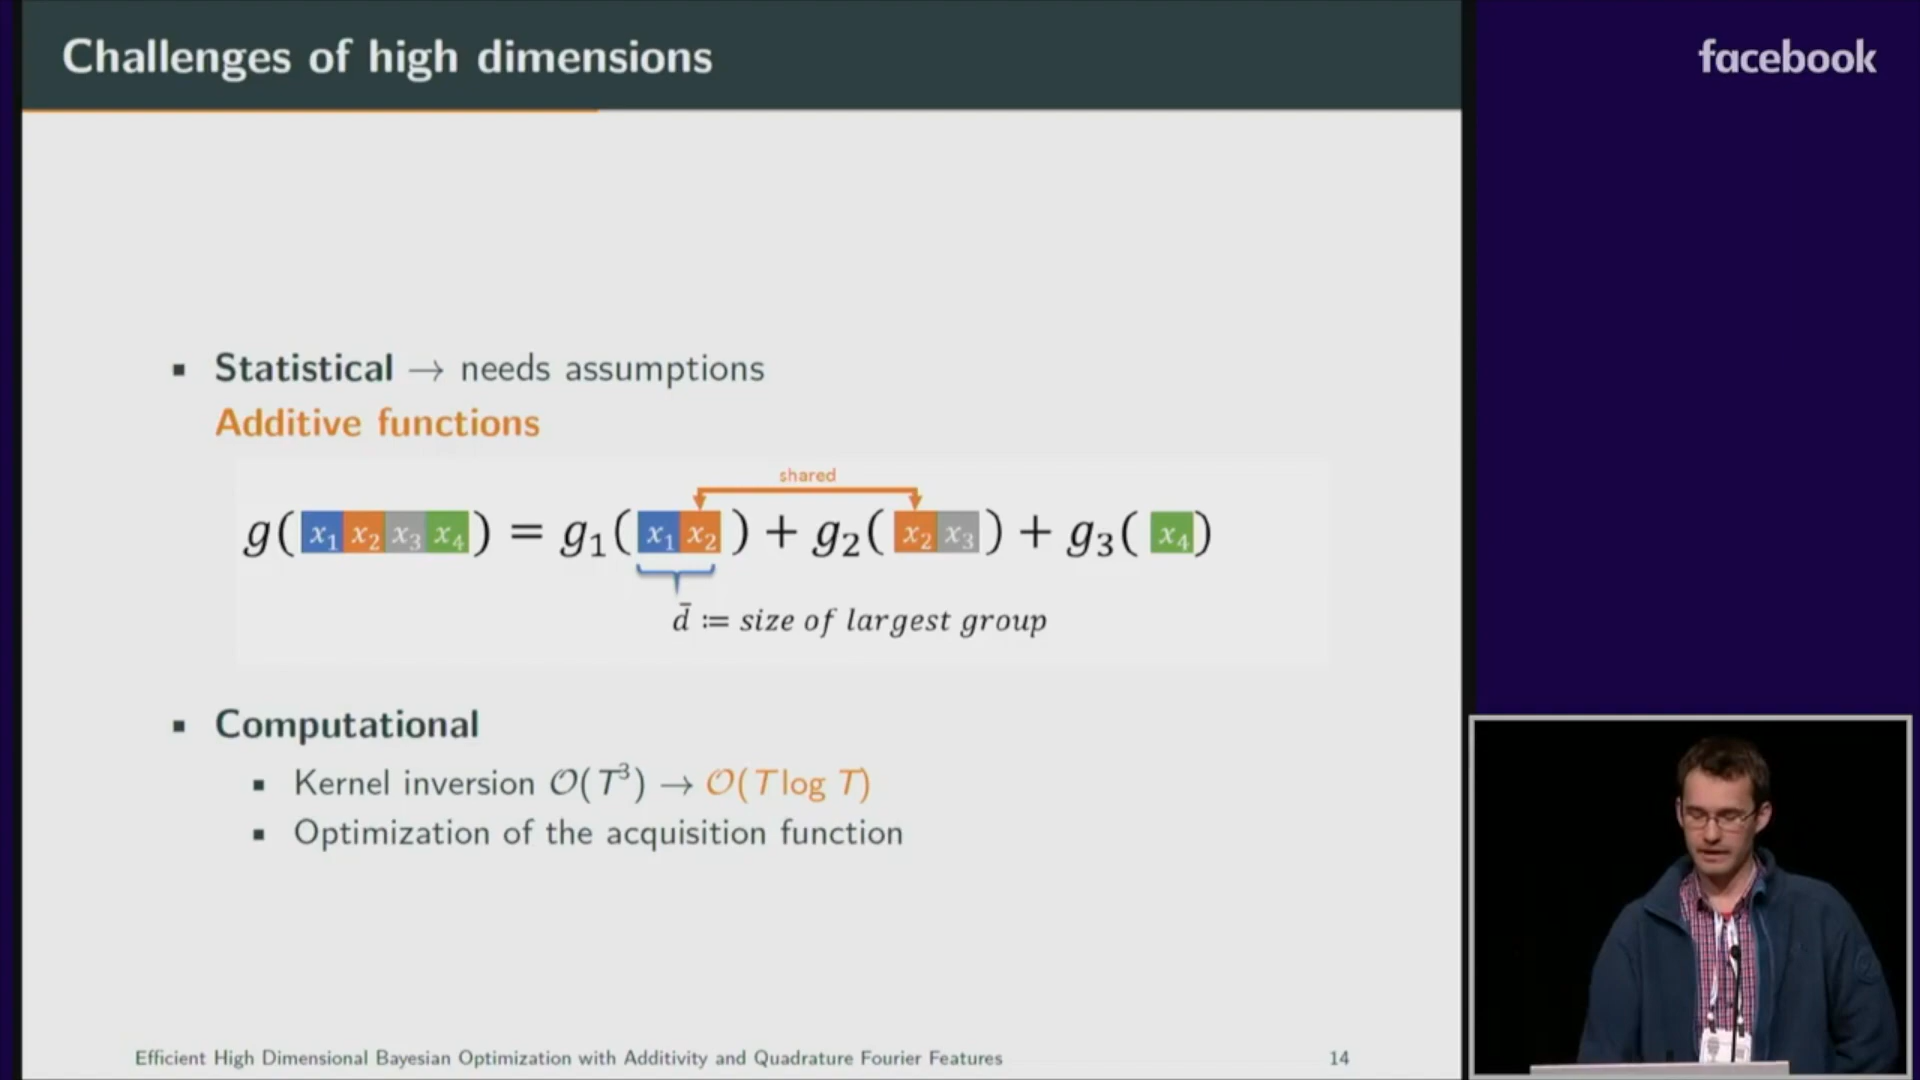 Challenges of high dimensions
facebook
▪ Statistical → needs assumptions
Additive functions
shared
g( x₁ x₂ x₃ x₄ ) = g₁( x₁ x₂ ) + g₂( x₂ x₃ ) + g₃( x₄ )
d̄ ≔ size of largest group
▪ Computational
▪ Kernel inversion 𝒪(T³) → 𝒪(T log T)
▪ Optimization of the acquisition function
Efficient High Dimensional Bayesian Optimization with Additivity and Quadrature Fourier Features 14